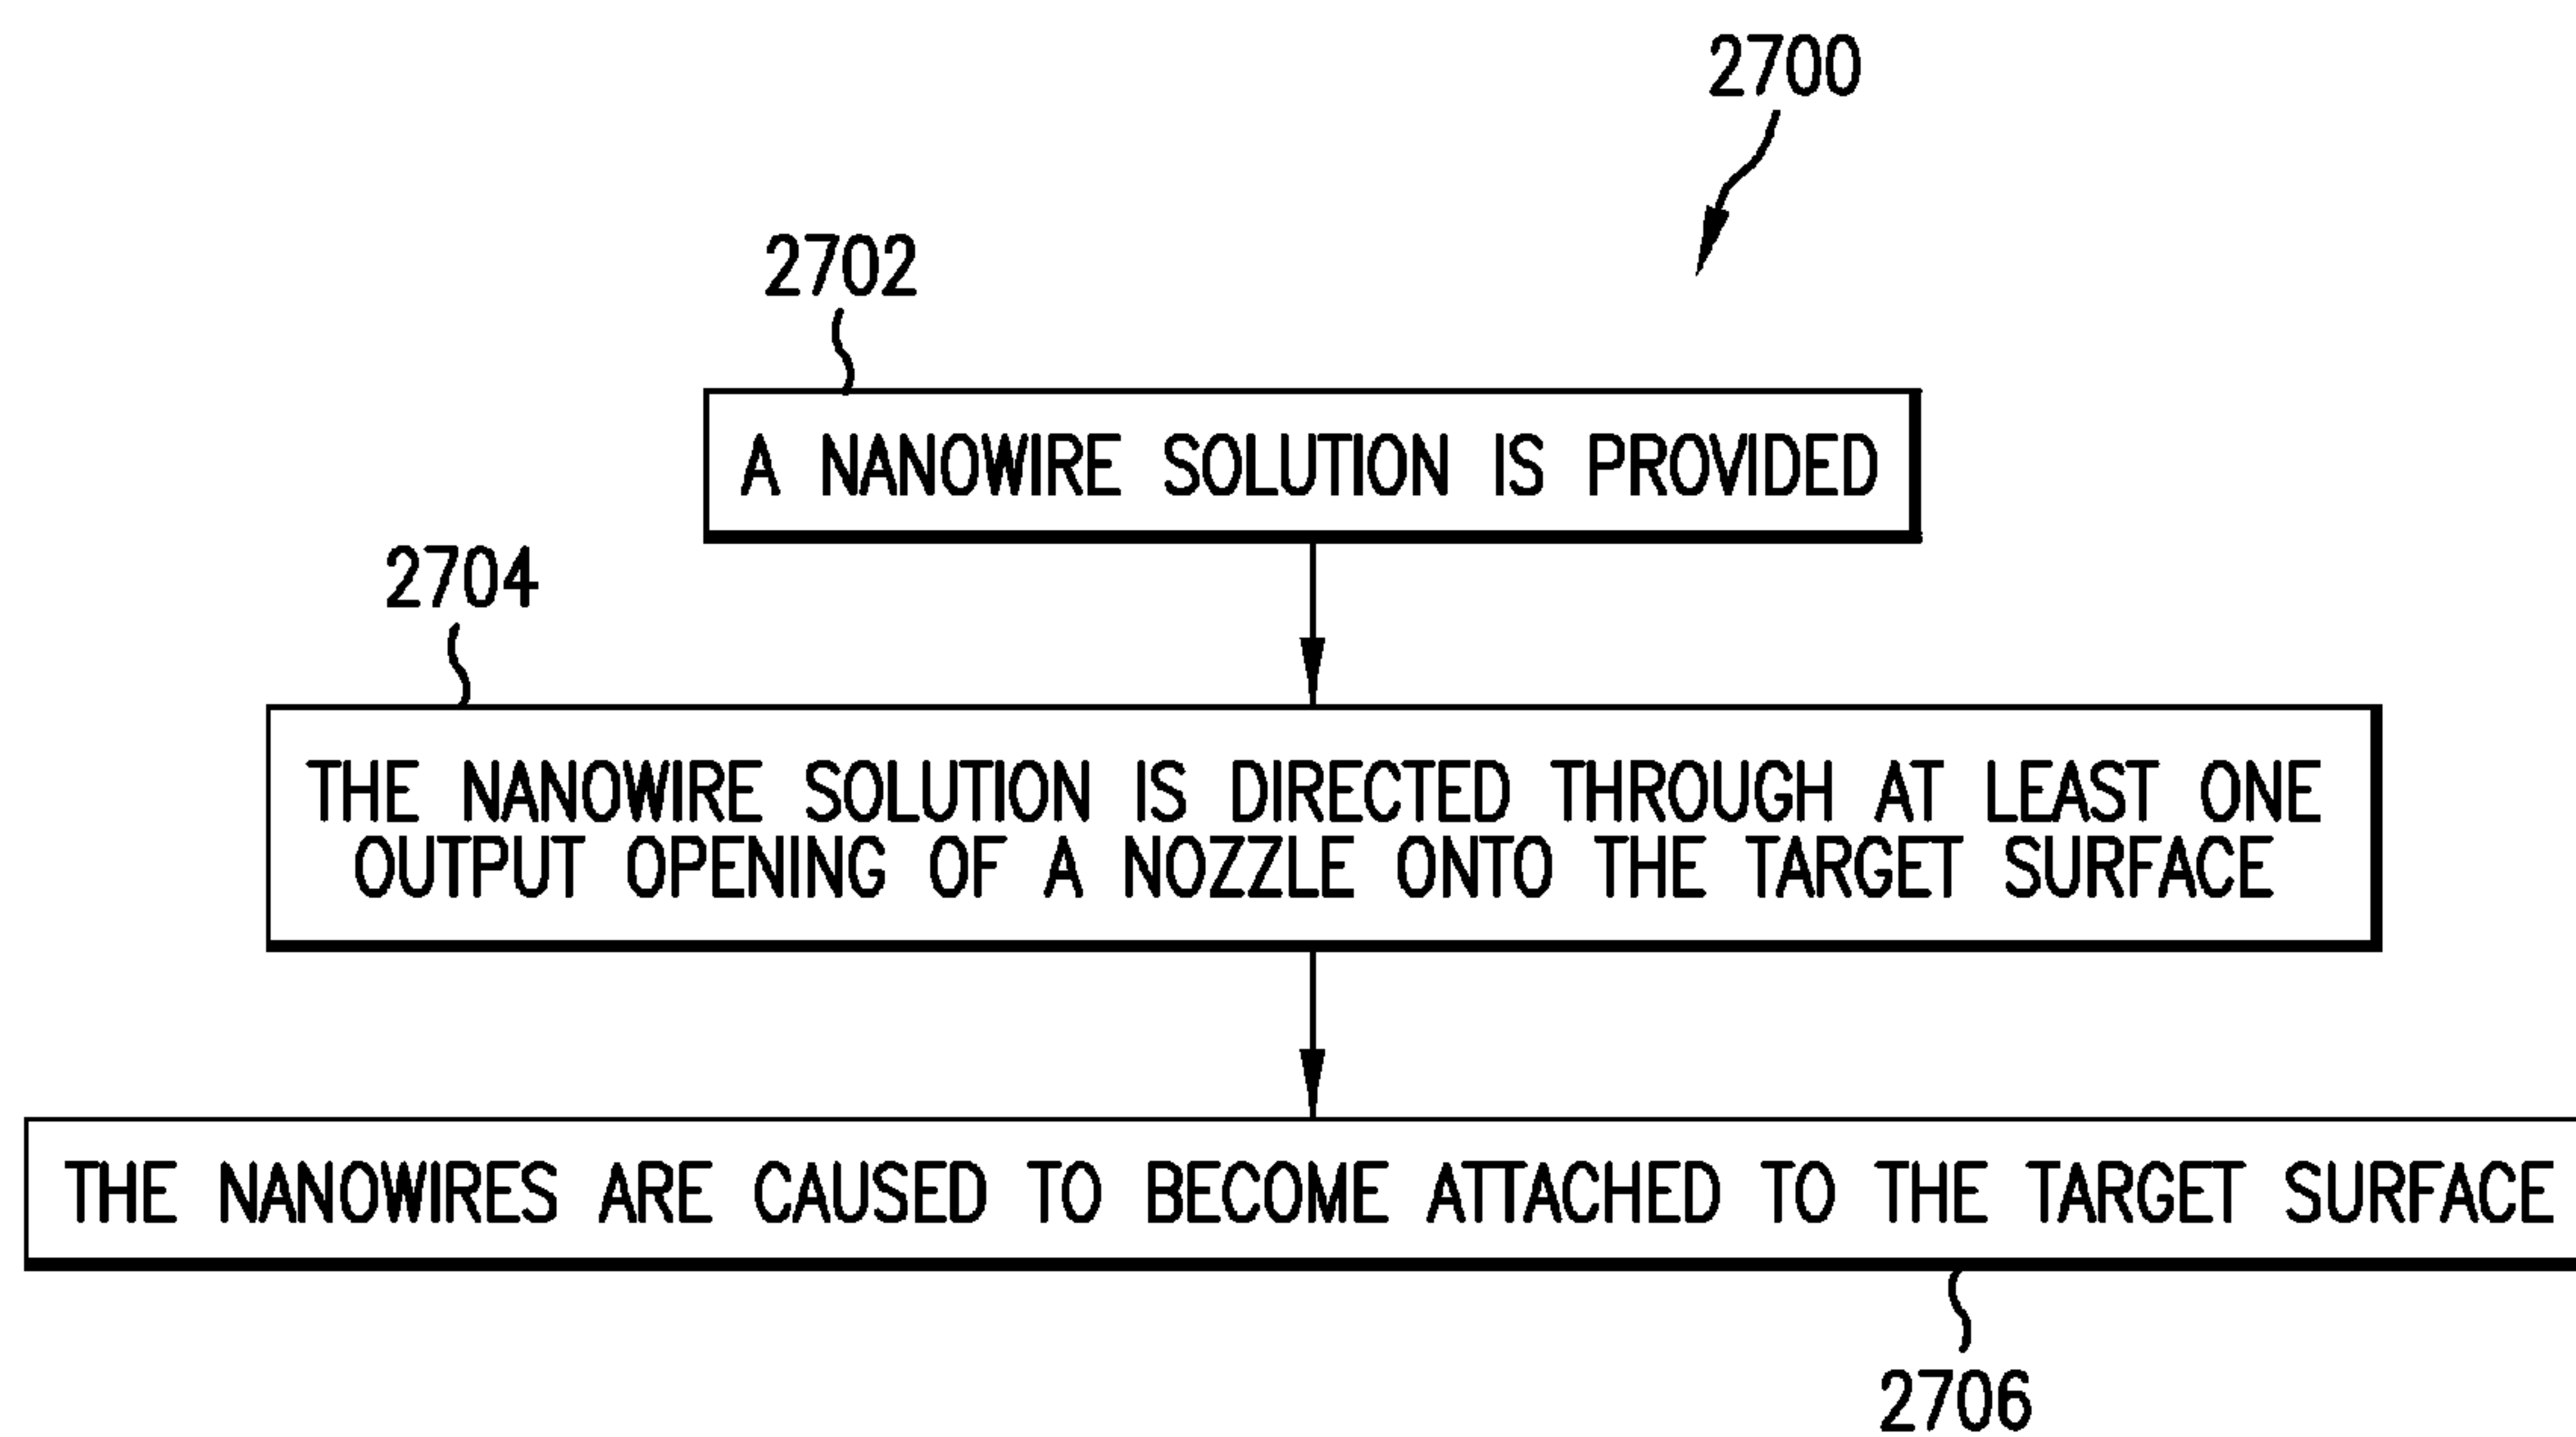 2700
2702
A NANOWIRE SOLUTION IS PROVIDED
2704
THE NANOWIRE SOLUTION IS DIRECTED THROUGH AT LEAST ONE
OUTPUT OPENING OF A NOZZLE ONTO THE TARGET SURFACE
THE NANOWIRES ARE CAUSED TO BECOME ATTACHED TO THE TARGET SURFACE
2706